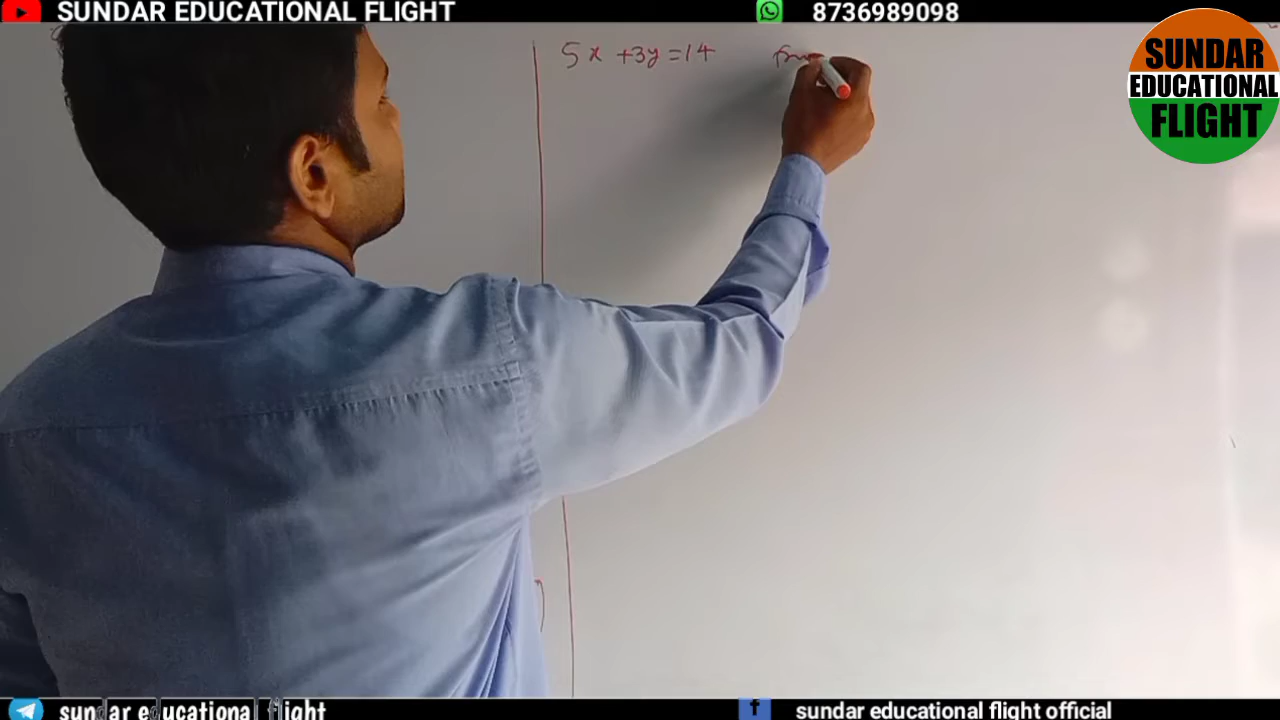 SUNDAR EDUCATIONAL FLIGHT
8736989098
SUNDAR
EDUCATIONAL
FLIGHT
5x +3y =14
sundar educational flight
sundar educational flight official